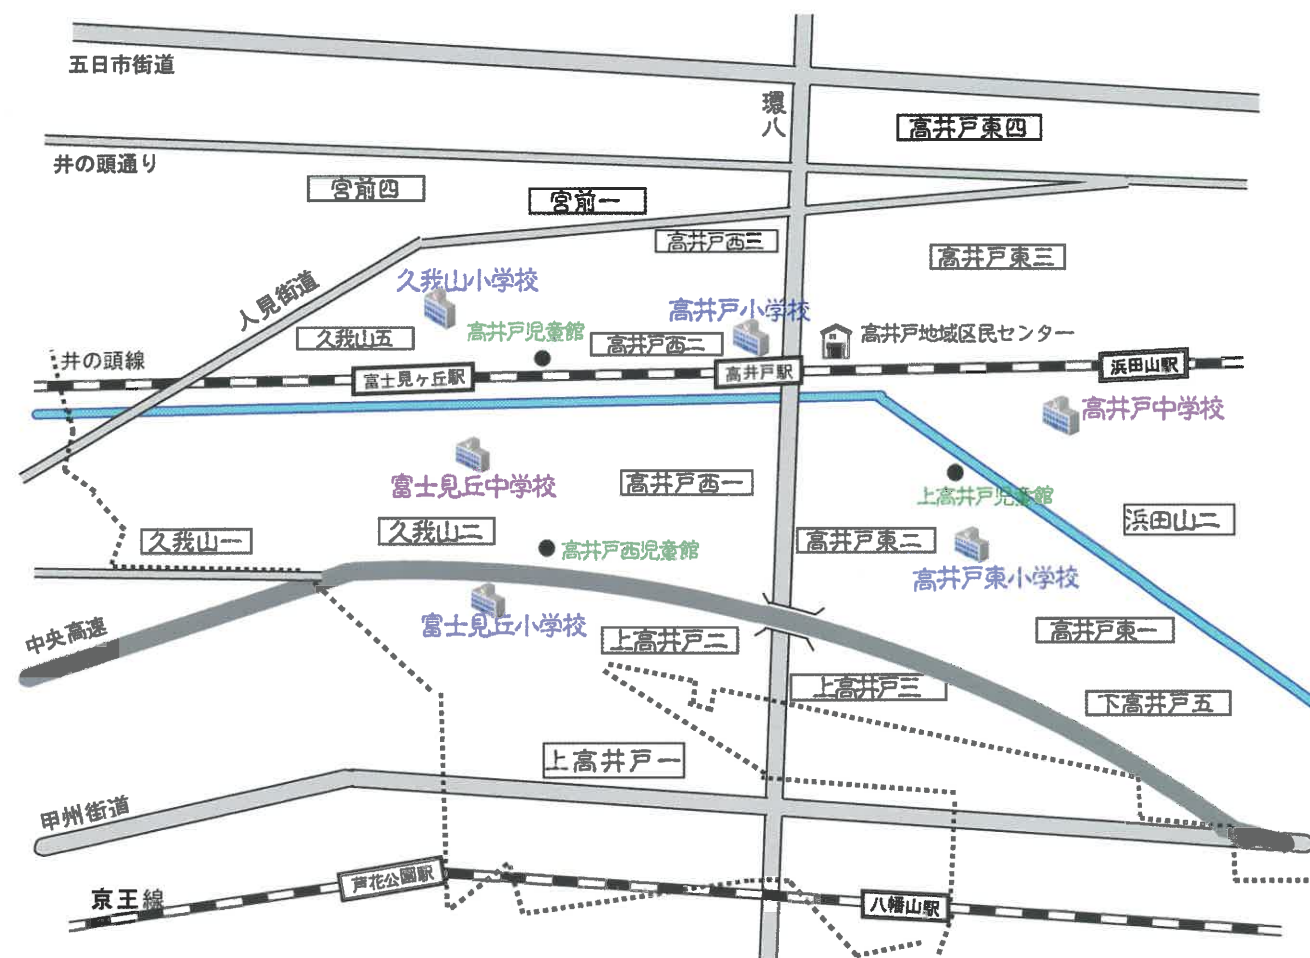 五日市街道
環八
高井戸東四
井の頭通り
宮前四
宮前一
高井戸西三
高井戸東三
久我山小学校
人見街道
高井戸小学校
久我山五
高井戸児童館
高井戸西二
高井戸地域区民センター
井の頭線
富士見ヶ丘駅
高井戸駅
浜田山駅
高井戸中学校
富士見丘中学校
高井戸西一
上高井戸児童館
浜田山二
久我山一
久我山二
高井戸西児童館
高井戸東二
高井戸東小学校
中央高速
富士見丘小学校
上高井戸二
高井戸東一
上高井戸三
下高井戸五
上高井戸一
甲州街道
芦花公園駅
京王線
八幡山駅